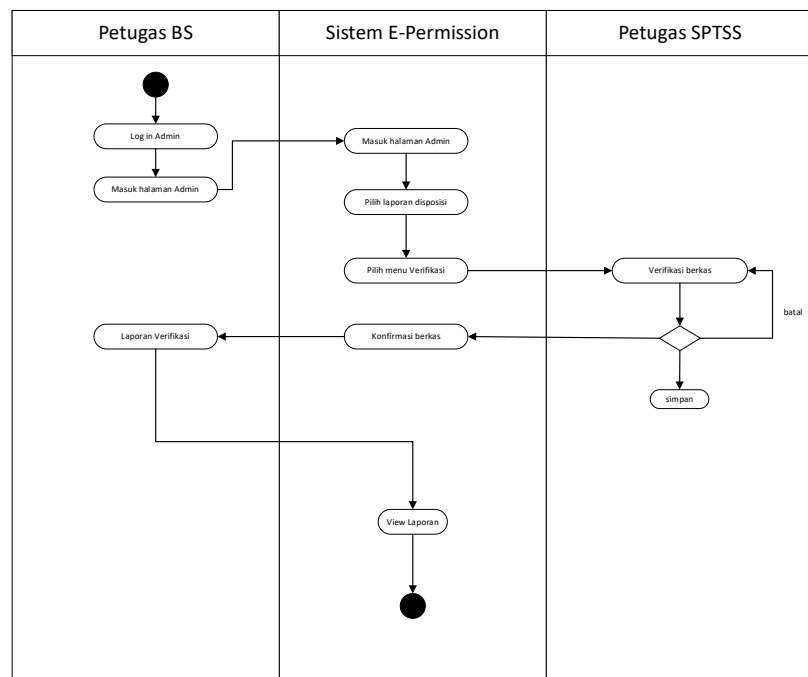 Petugas BS
Sistem E-Permission
Petugas SPTSS
Log in Admin
Masuk halaman Admin
Masuk halaman Admin
Pilih laporan disposisi
Pilih menu Verifikasi
Verifikasi berkas
batal
Laporan Verifikasi
Konfirmasi berkas
simpan
View Laporan